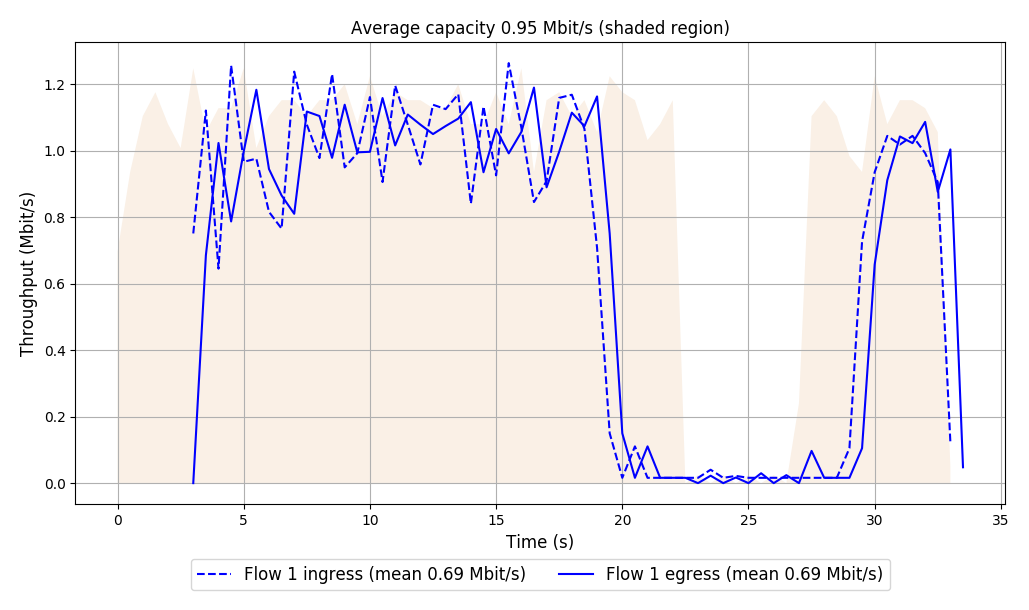 Average capacity 0.95 Mbit/s (shaded region)
Throughput (Mbit/s)
1.2
1.0
0.8
0.6
0.4
0.2
0.0
0 5 10 15 20 25 30 35
Time (s)
Flow 1 ingress (mean 0.69 Mbit/s) Flow 1 egress (mean 0.69 Mbit/s)